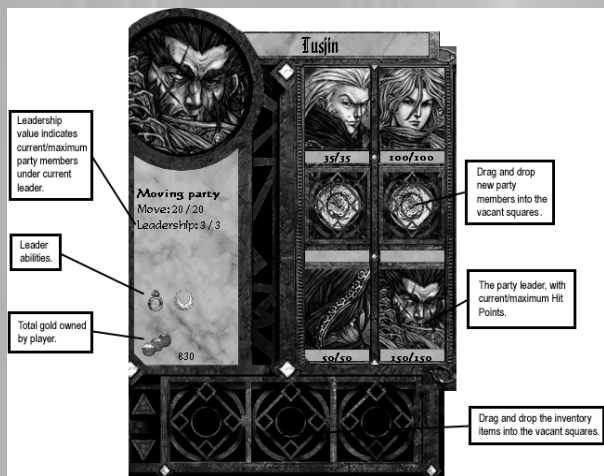 Tusjin
Leadership
value indicates
current/maximum
party members
under current
leader.
35/35
100/100
Moving party
Move: 20 / 20
Leadership: 3 / 3
Drag and drop
new party
members into the
vacant squares.
Leader
abilities.
The party leader, with
current/maximum Hit
Points.
Total gold owned
by player.
830
50/50
150/150
Drag and drop the inventory
items into the vacant squares.